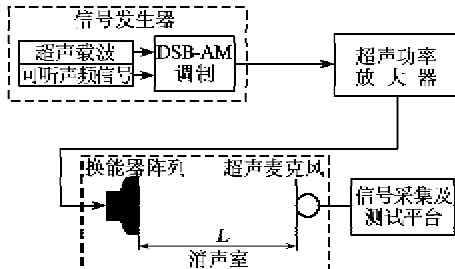 信号发生器
超声载波
可听声频信号
DSB-AM
调制
超声功率
放大器
换能器阵列
超声麦克风
信号采集及
测试平台
L
消声室